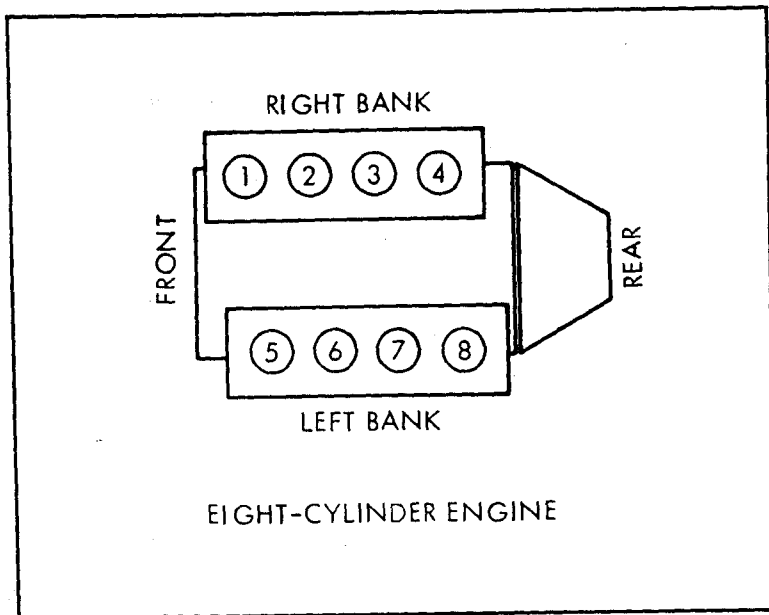 RIGHT BANK
1 2 3 4
FRONT
REAR
5 6 7 8
LEFT BANK
EIGHT-CYLINDER ENGINE